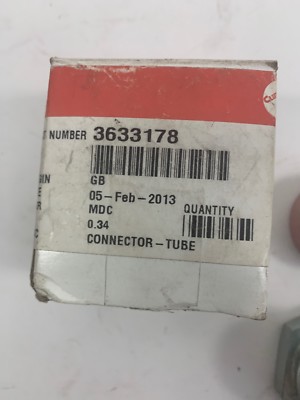 NUMBER 3633178
GB
05-Feb-2013
MDC QUANTITY
0.34
CONNECTOR-TUBE